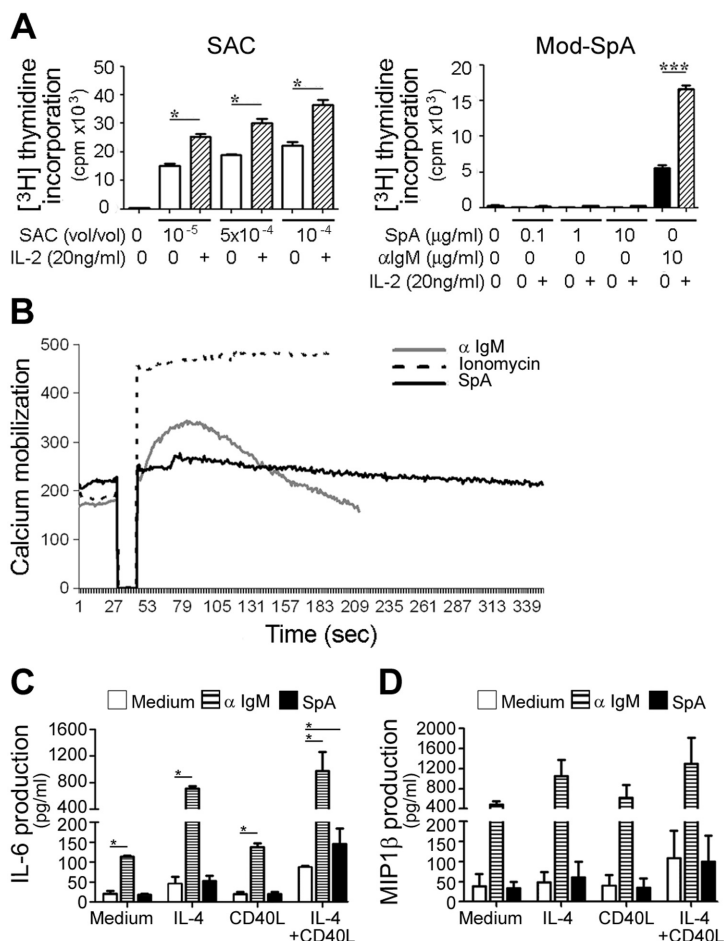 A
SAC
Mod-SpA
[³H] thymidine
incorporation
(cpm x10³)
50
40
30
20
10
0
*
*
*
SAC (vol/vol) 0 10⁻⁵ 5x10⁻⁴ 10⁻⁴
IL-2 (20ng/ml) 0 0 + 0 + 0 +
[³H] thymidine
incorporation
(cpm x10³)
20
15
10
5
0
***
SpA (μg/ml) 0 0.1 1 10 0
αIgM (μg/ml) 0 0 0 0 10
IL-2 (20ng/ml) 0 0 + 0 + 0 + 0 +
B
Calcium mobilization
500
400
300
200
100
0
α IgM
Ionomycin
SpA
1 27 53 79 105 131 157 183 209 235 261 287 313 339
Time (sec)
C
Medium α IgM SpA
IL-6 production
(pg/ml)
1600
1200
800
400
200
150
100
50
0
*
*
*
*
*
Medium IL-4 CD40L IL-4
+CD40L
D
Medium α IgM SpA
MIP1β production
(pg/ml)
2000
1600
1200
800
400
200
150
100
50
0
Medium IL-4 CD40L IL-4
+CD40L